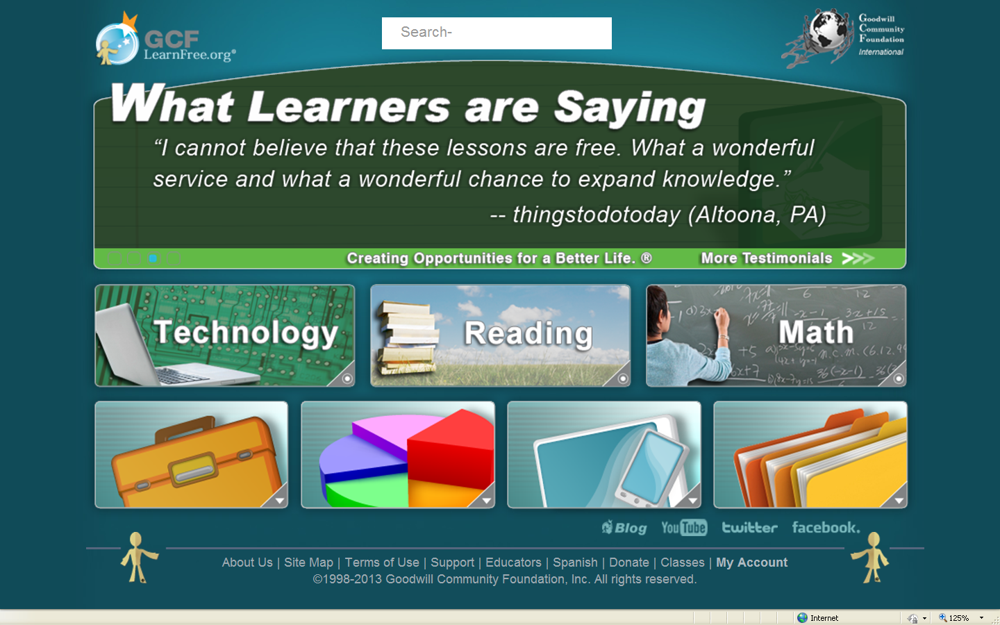 GCF
LearnFree.org®
Search-
Goodwill
Community
Foundation
International
What Learners are Saying
“I cannot believe that these lessons are free. What a wonderful
service and what a wonderful chance to expand knowledge.”
-- thingstodotoday (Altoona, PA)
Creating Opportunities for a Better Life. ®
More Testimonials
Technology
Reading
Math
Blog
YouTube
twitter
facebook.
About Us | Site Map | Terms of Use | Support | Educators | Spanish | Donate | Classes | My Account
©1998-2013 Goodwill Community Foundation, Inc. All rights reserved.
Internet
125%